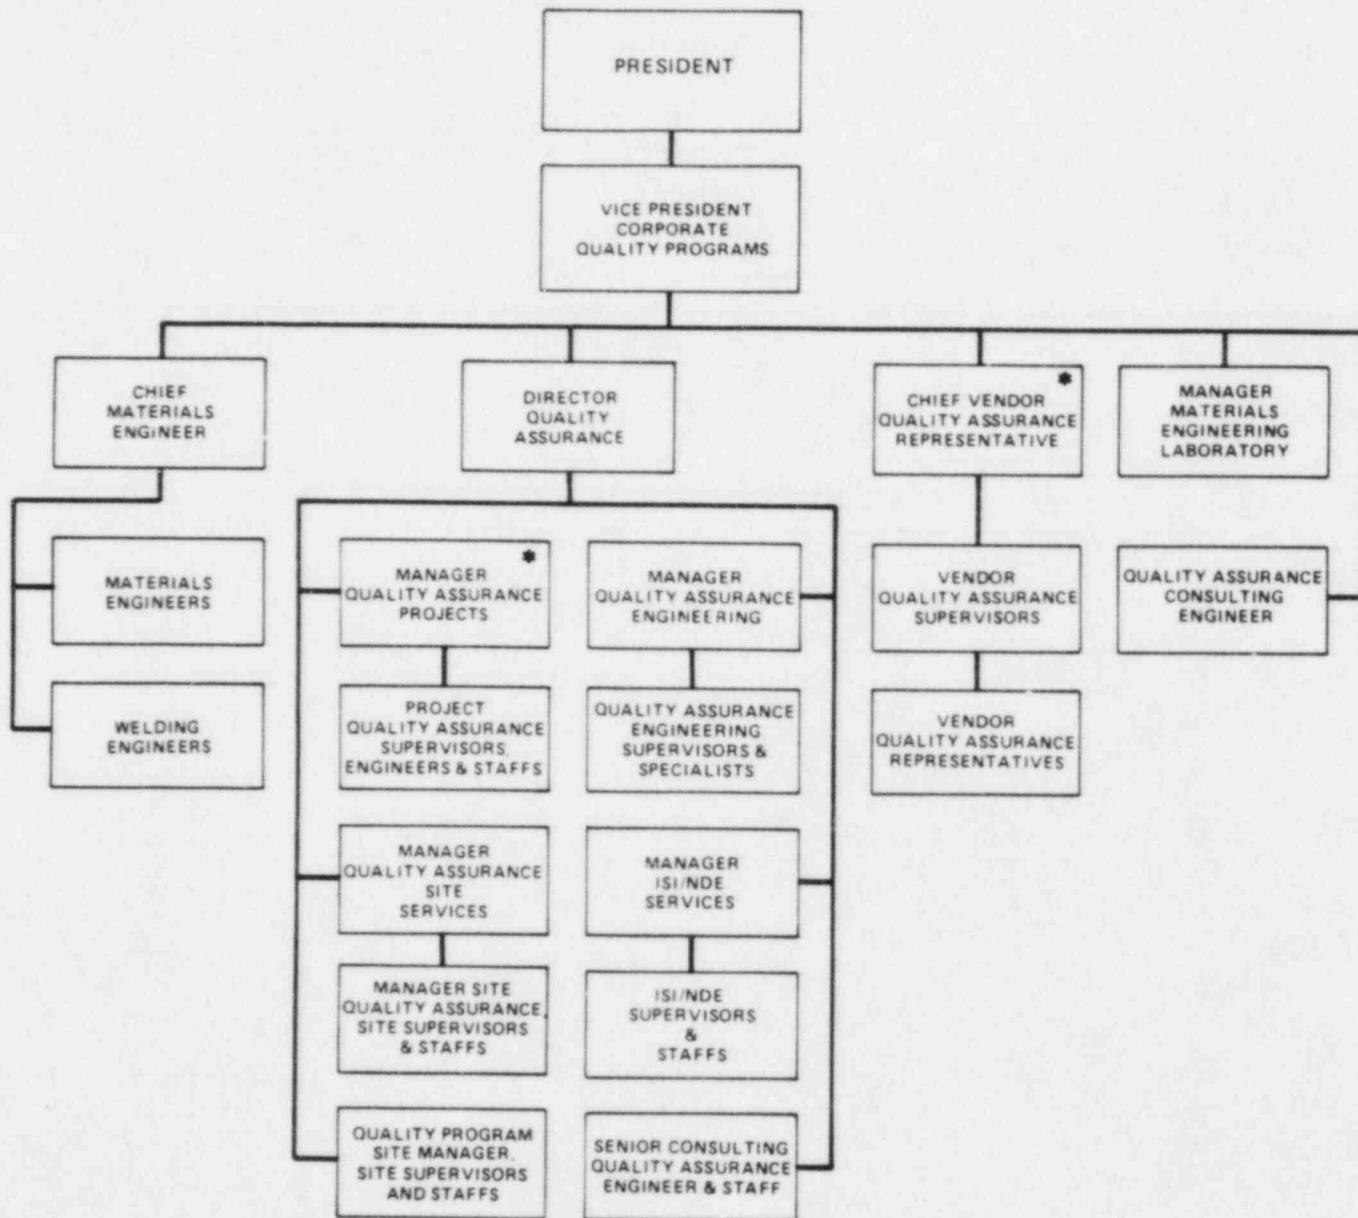 PRESIDENT
VICE PRESIDENT
CORPORATE
QUALITY PROGRAMS
CHIEF
MATERIALS
ENGINEER
DIRECTOR
QUALITY
ASSURANCE
*
CHIEF VENDOR
QUALITY ASSURANCE
REPRESENTATIVE
MANAGER
MATERIALS
ENGINEERING
LABORATORY
MATERIALS
ENGINEERS
*
MANAGER
QUALITY ASSURANCE
PROJECTS
MANAGER
QUALITY ASSURANCE
ENGINEERING
VENDOR
QUALITY ASSURANCE
SUPERVISORS
QUALITY ASSURANCE
CONSULTING
ENGINEER
WELDING
ENGINEERS
PROJECT
QUALITY ASSURANCE
SUPERVISORS,
ENGINEERS & STAFFS
QUALITY ASSURANCE
ENGINEERING
SUPERVISORS &
SPECIALISTS
VENDOR
QUALITY ASSURANCE
REPRESENTATIVES
MANAGER
QUALITY ASSURANCE
SITE
SERVICES
MANAGER
ISI/NDE
SERVICES
MANAGER SITE
QUALITY ASSURANCE,
SITE SUPERVISORS
& STAFFS
ISI/NDE
SUPERVISORS
&
STAFFS
QUALITY PROGRAM
SITE MANAGER,
SITE SUPERVISORS
AND STAFFS
SENIOR CONSULTING
QUALITY ASSURANCE
ENGINEER & STAFF